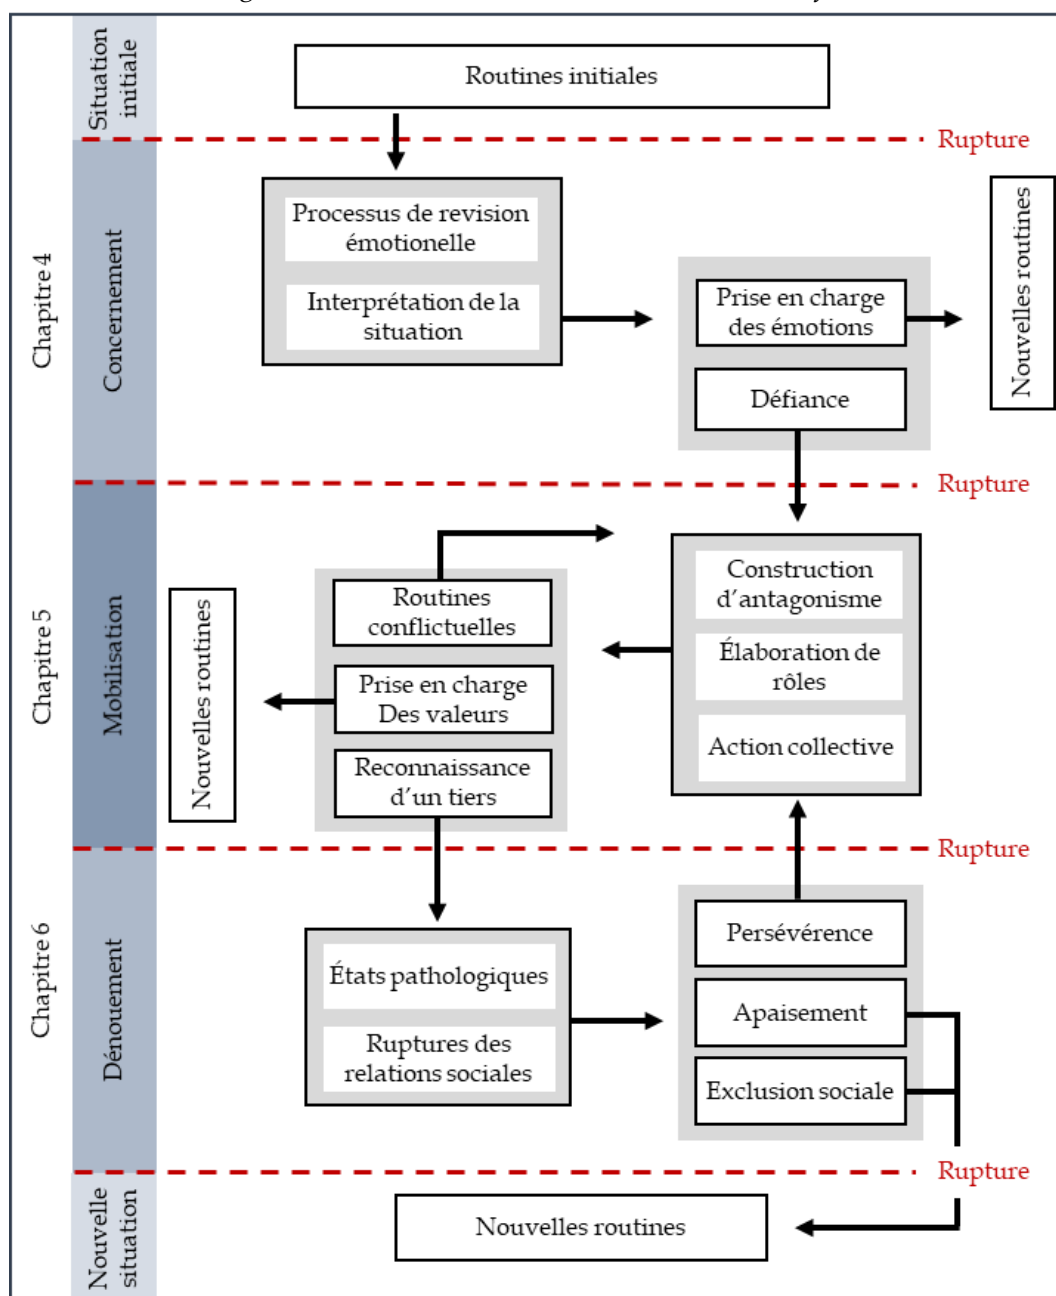 Situation
initiale
Routines initiales
Rupture
Chapitre 4
Concernement
Processus de revision
émotionelle
Interprétation de la
situation
Prise en charge
des émotions
Défiance
Nouvelles routines
Rupture
Chapitre 5
Mobilisation
Nouvelles routines
Routines
conflictuelles
Prise en charge
Des valeurs
Reconnaissance
d'un tiers
Construction
d'antagonisme
Élaboration de
rôles
Action collective
Rupture
Chapitre 6
Dénouement
États pathologiques
Ruptures des
relations sociales
Persévérence
Apaisement
Exclusion sociale
Rupture
Nouvelle
situation
Nouvelles routines